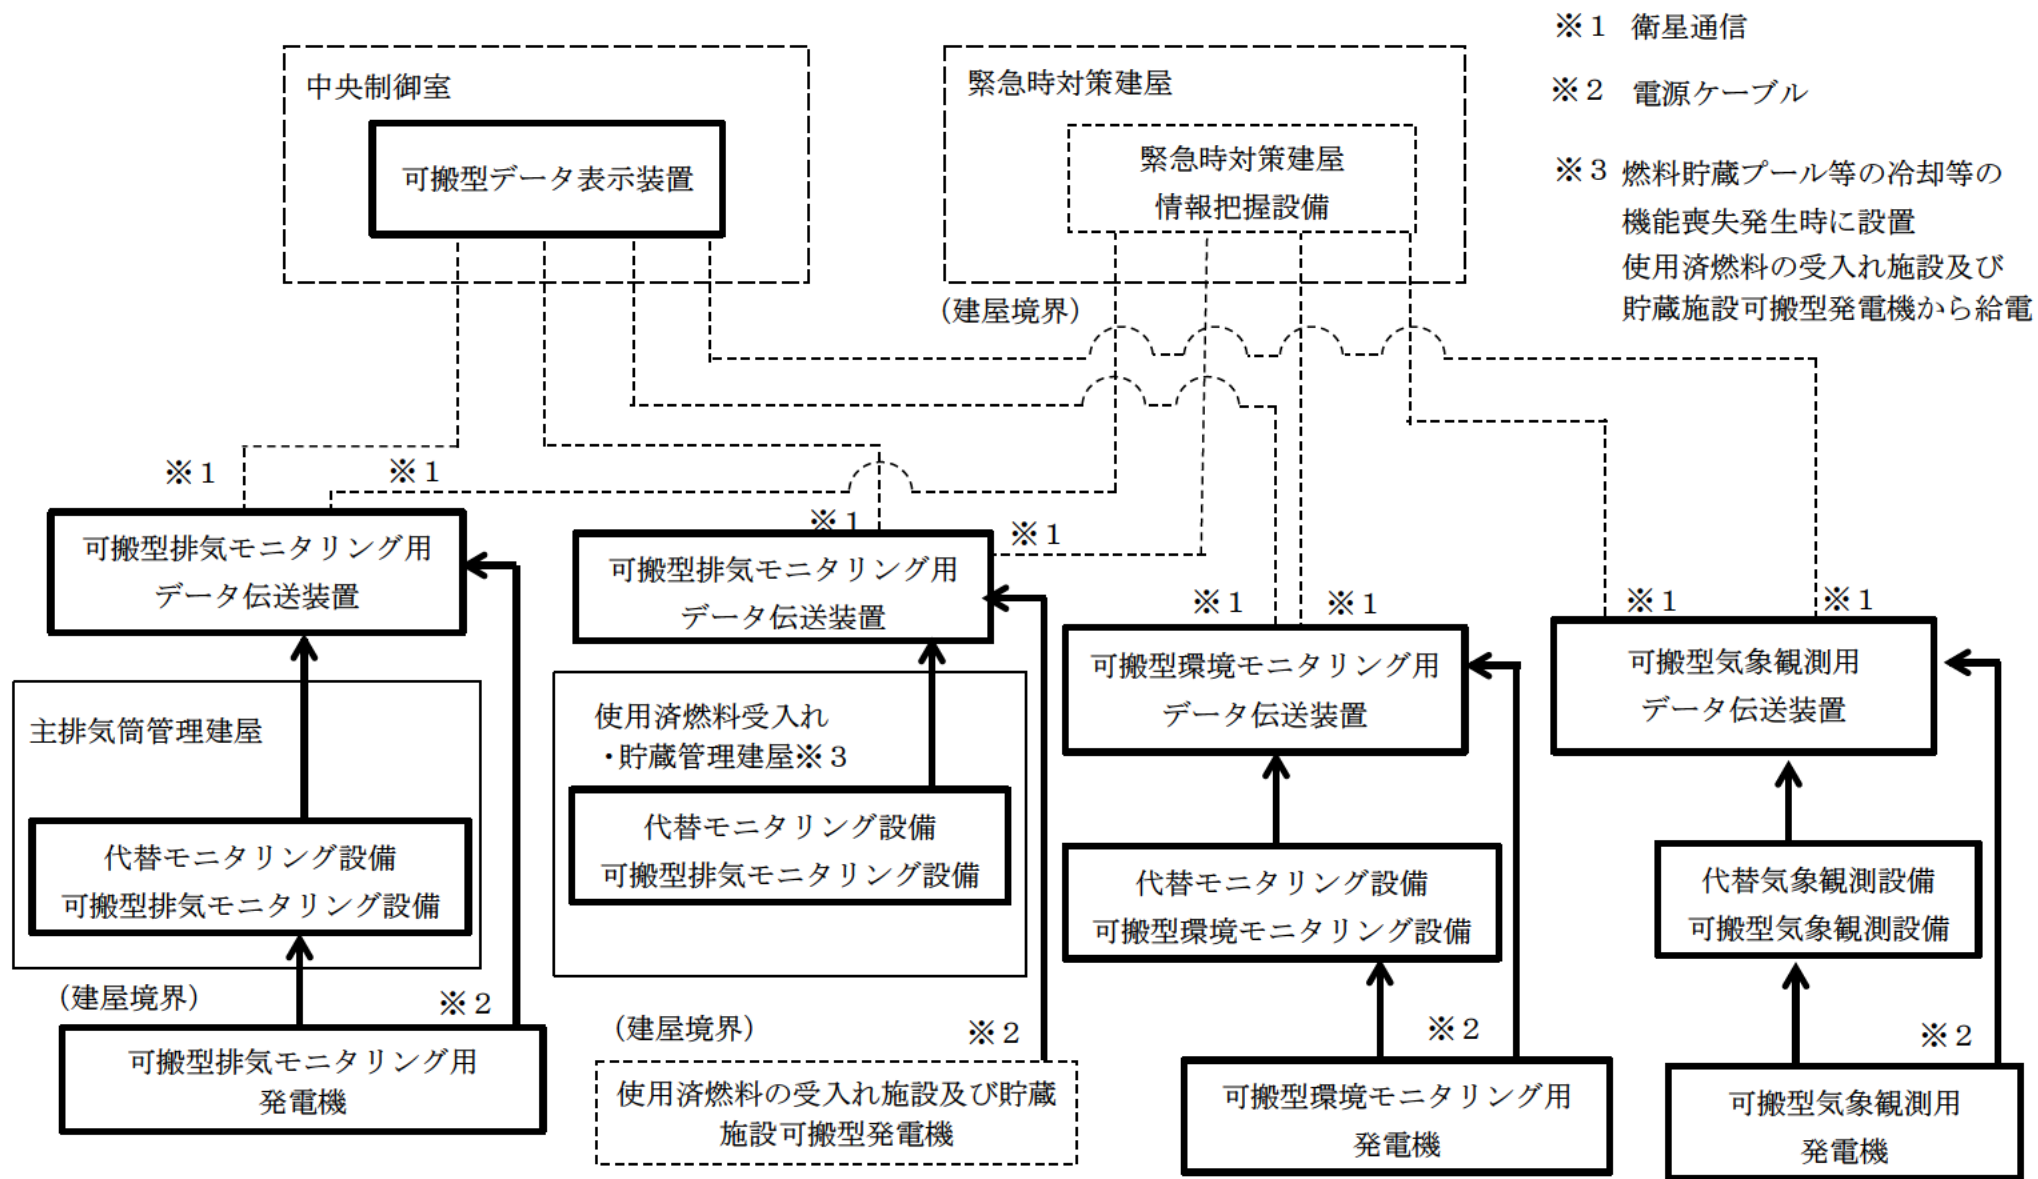 ※１ 衛星通信
※２ 電源ケーブル
※３ 燃料貯蔵プール等の冷却等の
機能喪失発生時に設置
使用済燃料の受入れ施設及び
貯蔵施設可搬型発電機から給電
中央制御室
可搬型データ表示装置
緊急時対策建屋
緊急時対策建屋
情報把握設備
（建屋境界）
※１
※１
※１
※１
※１
※１
※１
※１
可搬型排気モニタリング用
データ伝送装置
可搬型排気モニタリング用
データ伝送装置
可搬型環境モニタリング用
データ伝送装置
可搬型気象観測用
データ伝送装置
主排気筒管理建屋
代替モニタリング設備
可搬型排気モニタリング設備
（建屋境界）
※２
可搬型排気モニタリング用
発電機
使用済燃料受入れ
・貯蔵管理建屋※３
代替モニタリング設備
可搬型排気モニタリング設備
（建屋境界）
※２
使用済燃料の受入れ施設及び貯蔵
施設可搬型発電機
代替モニタリング設備
可搬型環境モニタリング設備
※２
可搬型環境モニタリング用
発電機
代替気象観測設備
可搬型気象観測設備
※２
可搬型気象観測用
発電機